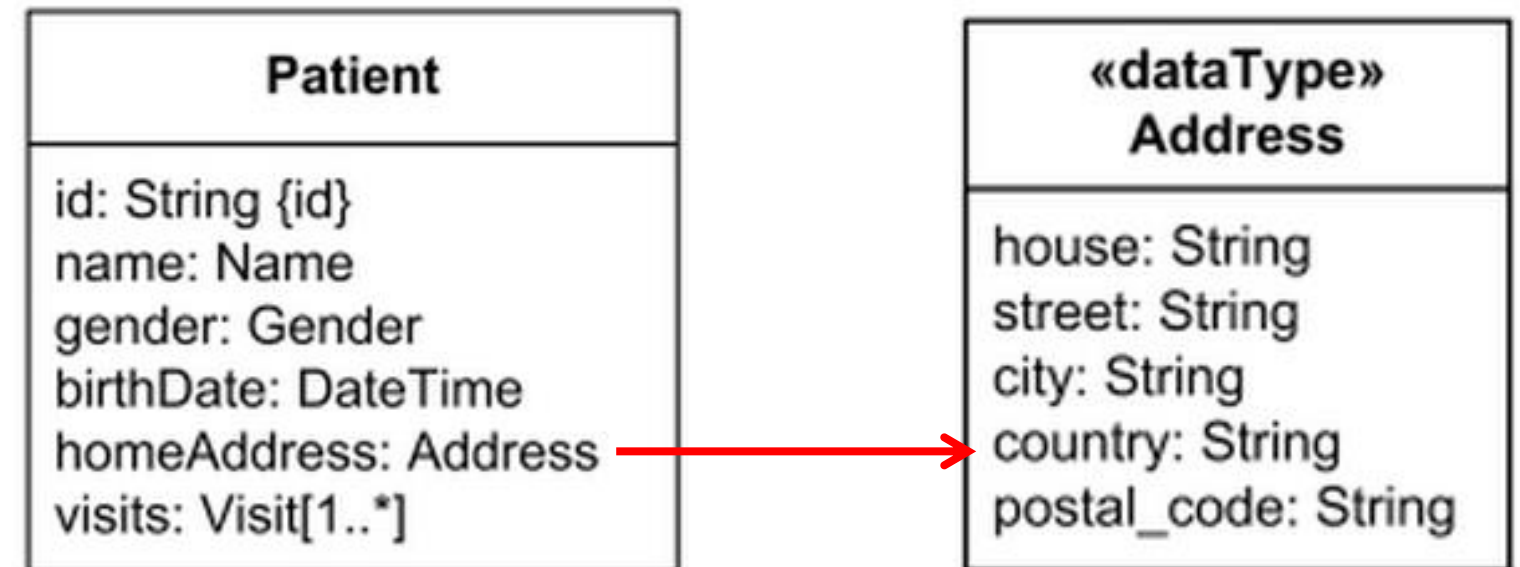 Patient
id: String {id}
name: Name
gender: Gender
birthDate: DateTime
homeAddress: Address
visits: Visit[1..*]
«dataType»
Address
house: String
street: String
city: String
country: String
postal_code: String